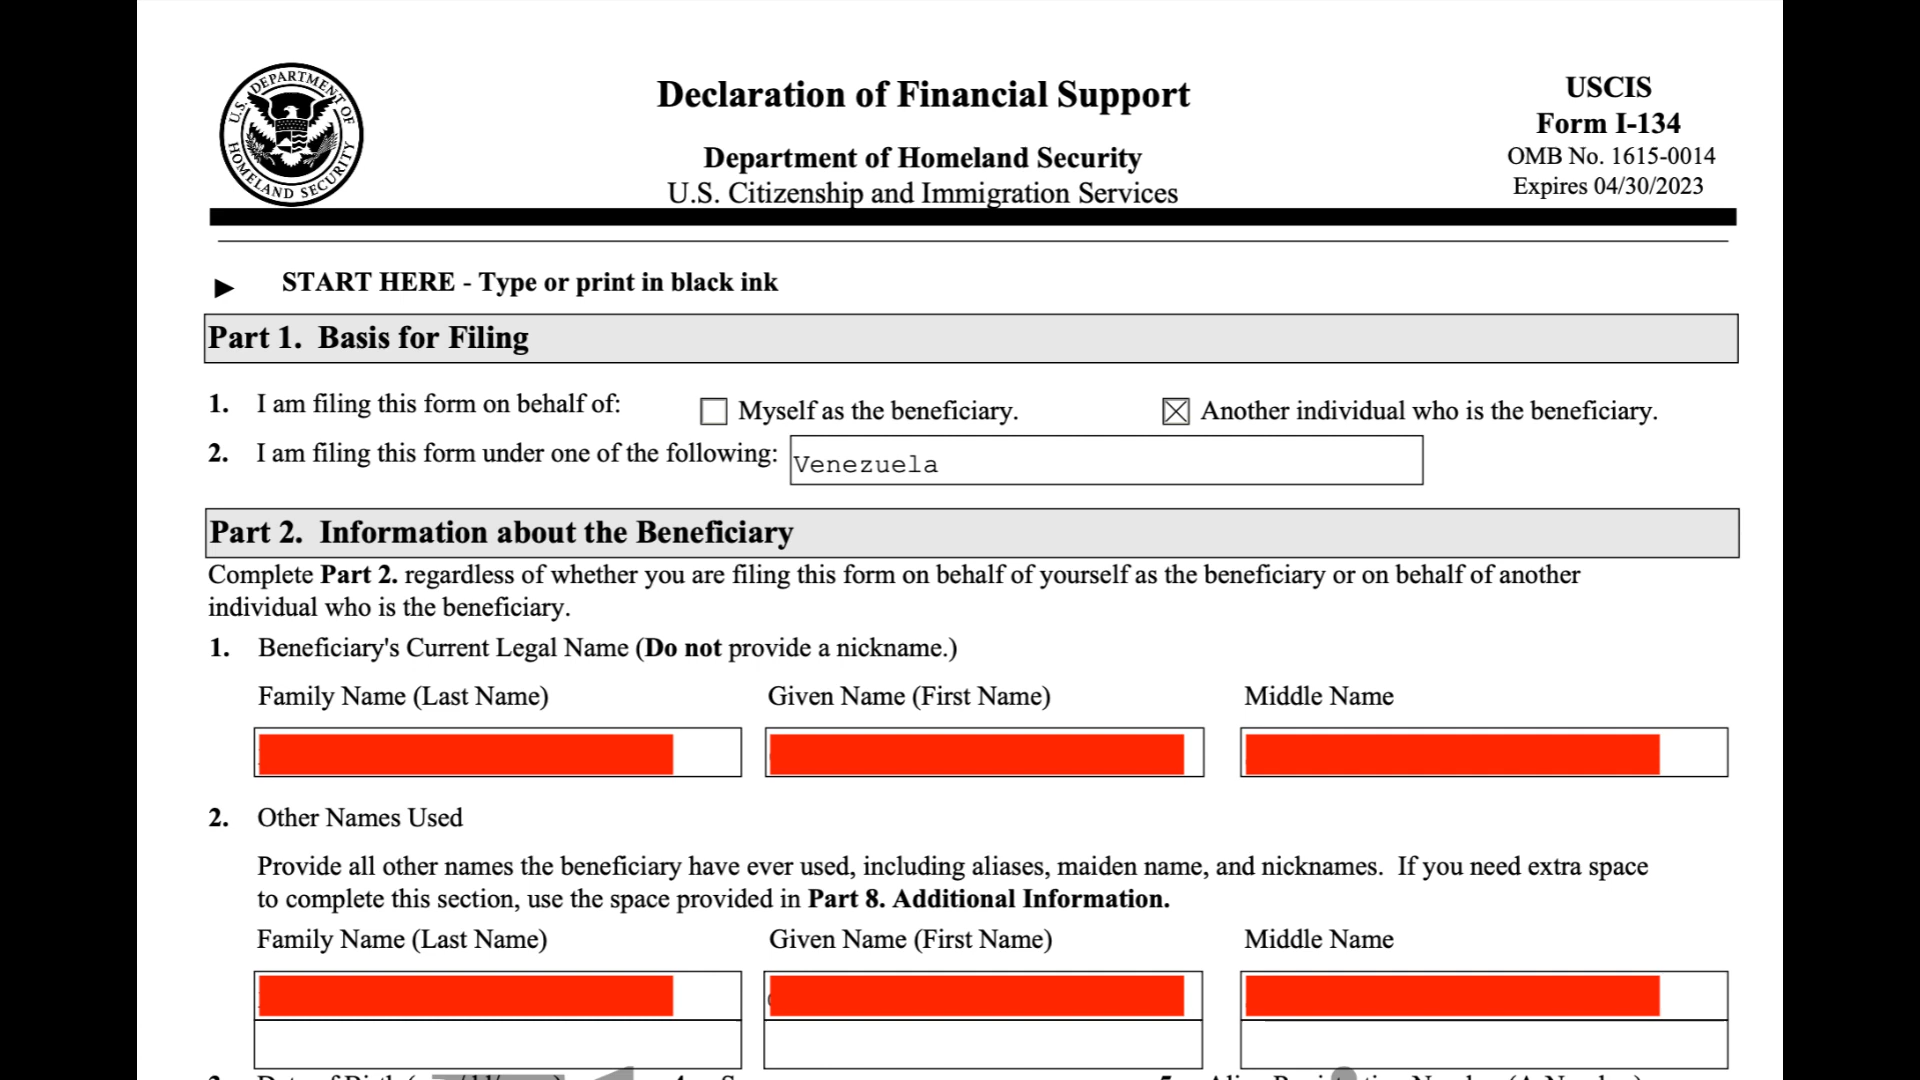 U.S. DEPARTMENT OF HOMELAND SECURITY
Declaration of Financial Support
Department of Homeland Security
U.S. Citizenship and Immigration Services
USCIS
Form I-134
OMB No. 1615-0014
Expires 04/30/2023
START HERE - Type or print in black ink
Part 1. Basis for Filing
1. I am filing this form on behalf of: Myself as the beneficiary. Another individual who is the beneficiary.
2. I am filing this form under one of the following: Venezuela
Part 2. Information about the Beneficiary
Complete Part 2. regardless of whether you are filing this form on behalf of yourself as the beneficiary or on behalf of another
individual who is the beneficiary.
1. Beneficiary's Current Legal Name (Do not provide a nickname.)
Family Name (Last Name) Given Name (First Name) Middle Name
2. Other Names Used
Provide all other names the beneficiary have ever used, including aliases, maiden name, and nicknames. If you need extra space
to complete this section, use the space provided in Part 8. Additional Information.
Family Name (Last Name) Given Name (First Name) Middle Name